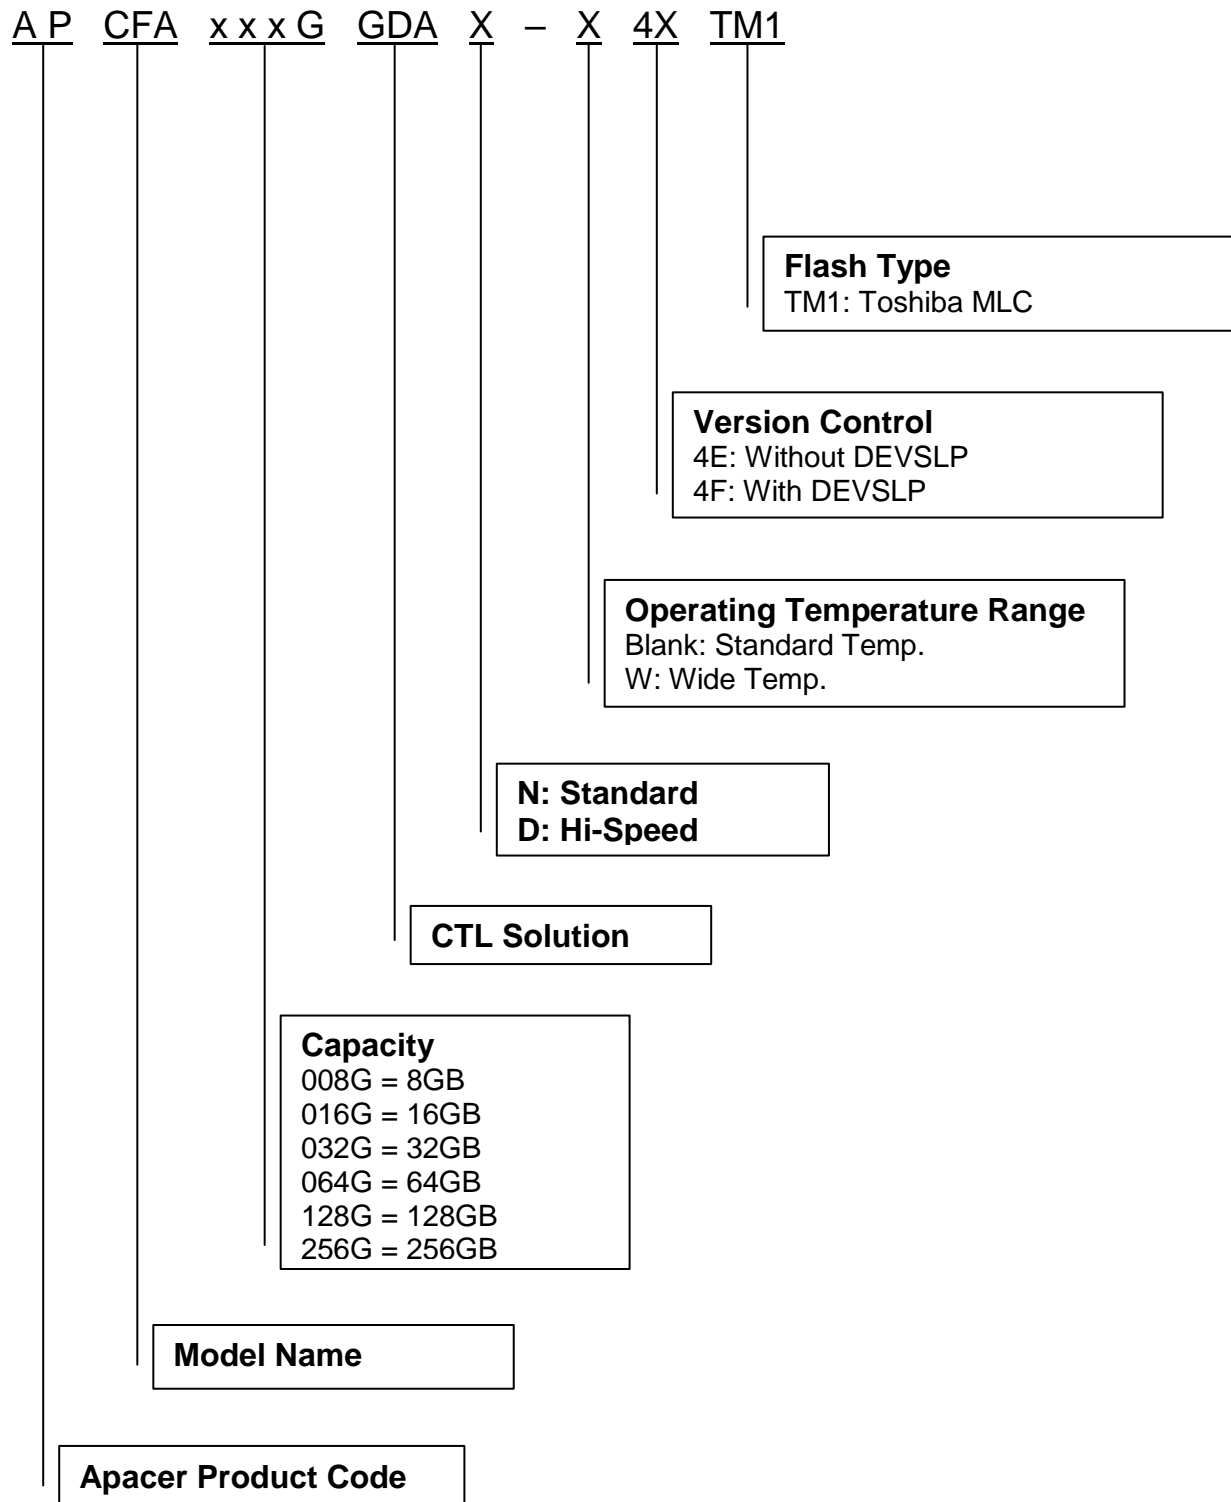 A P CFA x x x G GDA X – X 4X TM1
Flash Type
TM1: Toshiba MLC
Version Control
4E: Without DEVSLP
4F: With DEVSLP
Operating Temperature Range
Blank: Standard Temp.
W: Wide Temp.
N: Standard
D: Hi-Speed
CTL Solution
Capacity
008G = 8GB
016G = 16GB
032G = 32GB
064G = 64GB
128G = 128GB
256G = 256GB
Model Name
Apacer Product Code